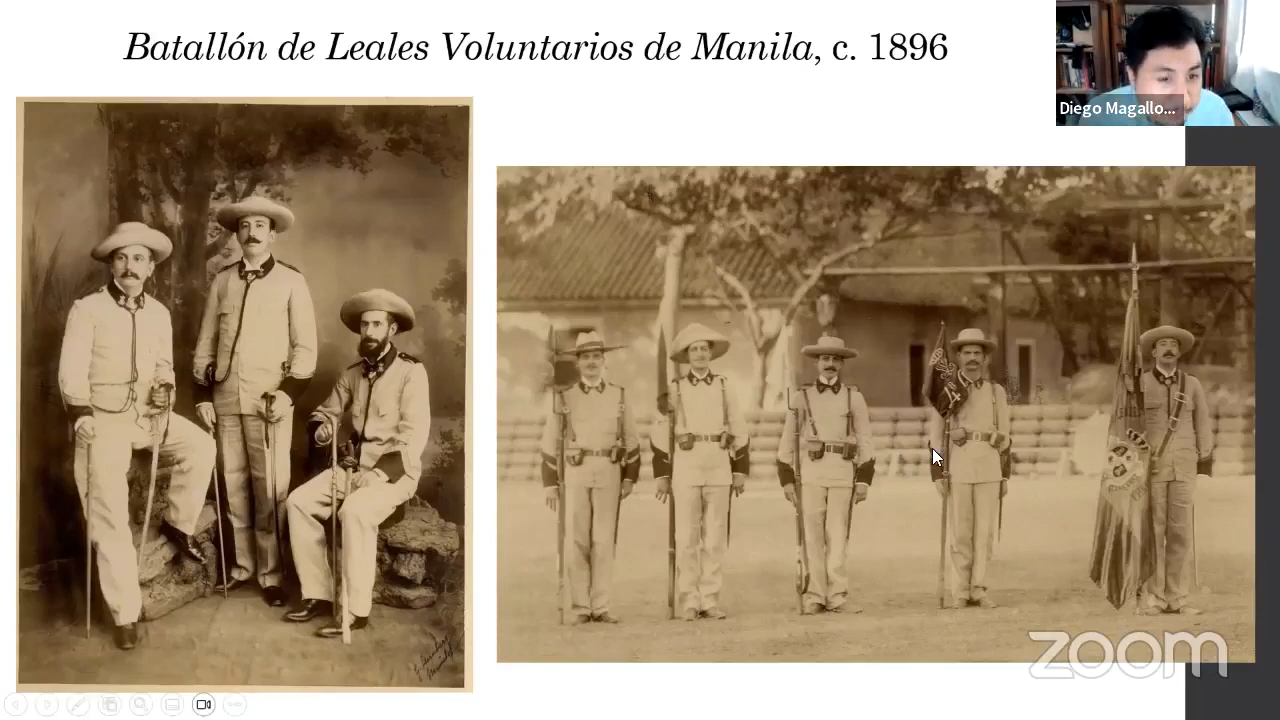 Batallón de Leales Voluntarios de Manila, c. 1896
Diego Magallo...
zoom